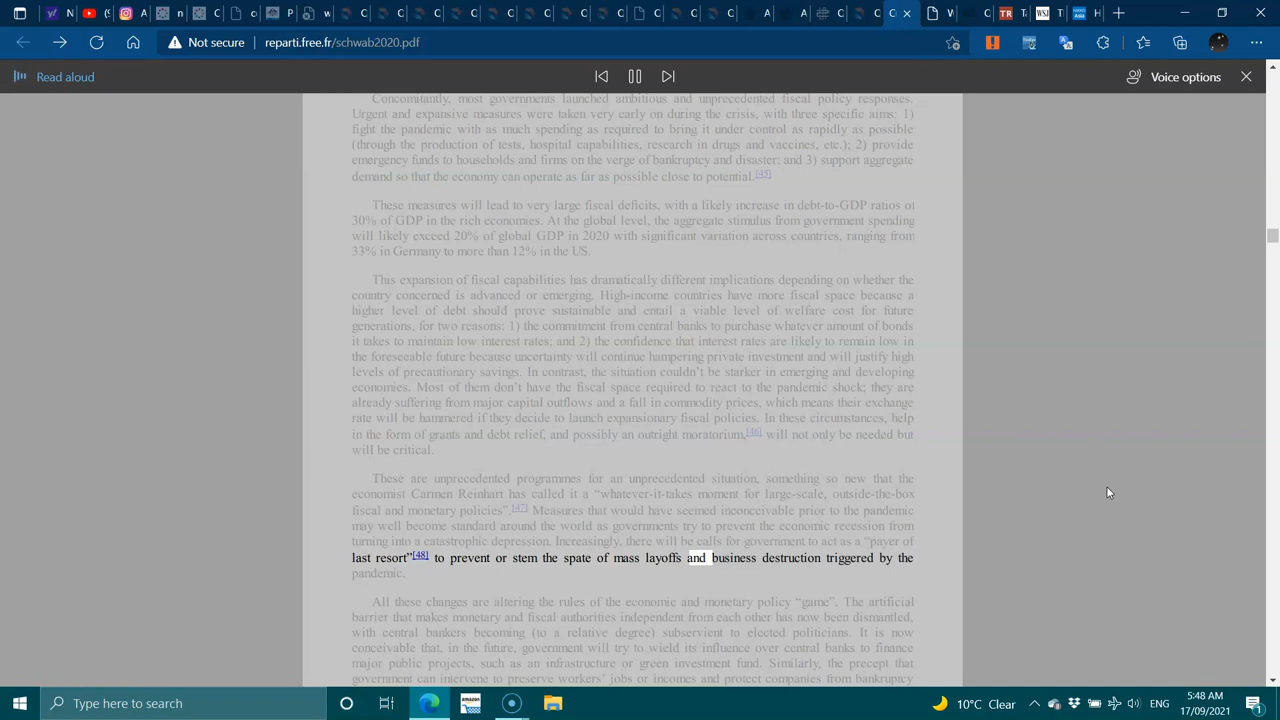 Not secure
reparti.free.fr/schwab2020.pdf
Read aloud
Voice options
Concomitantly, most governments launched ambitious and unprecedented fiscal policy responses.
Urgent and expansive measures were taken very early on during the crisis, with three specific aims: 1)
fight the pandemic with as much spending as required to bring it under control as rapidly as possible
(through the production of tests, hospital capabilities, research in drugs and vaccines, etc.); 2) provide
emergency funds to households and firms on the verge of bankruptcy and disaster; and 3) support aggregate
demand so that the economy can operate as far as possible close to potential.[45]
These measures will lead to very large fiscal deficits, with a likely increase in debt-to-GDP ratios of
30% of GDP in the rich economies. At the global level, the aggregate stimulus from government spending
will likely exceed 20% of global GDP in 2020 with significant variation across countries, ranging from
33% in Germany to more than 12% in the US.
This expansion of fiscal capabilities has dramatically different implications depending on whether the
country concerned is advanced or emerging. High-income countries have more fiscal space because a
higher level of debt should prove sustainable and entail a viable level of welfare cost for future
generations, for two reasons: 1) the commitment from central banks to purchase whatever amount of bonds
it takes to maintain low interest rates; and 2) the confidence that interest rates are likely to remain low in
the foreseeable future because uncertainty will continue hampering private investment and will justify high
levels of precautionary savings. In contrast, the situation couldn't be starker in emerging and developing
economies. Most of them don't have the fiscal space required to react to the pandemic shock; they are
already suffering from major capital outflows and a fall in commodity prices, which means their exchange
rate will be hammered if they decide to launch expansionary fiscal policies. In these circumstances, help
in the form of grants and debt relief, and possibly an outright moratorium,[46] will not only be needed but
will be critical.
These are unprecedented programmes for an unprecedented situation, something so new that the
economist Carmen Reinhart has called it a “whatever-it-takes moment for large-scale, outside-the-box
fiscal and monetary policies”.[47] Measures that would have seemed inconceivable prior to the pandemic
may well become standard around the world as governments try to prevent the economic recession from
turning into a catastrophic depression. Increasingly, there will be calls for government to act as a “payer of
last resort”[48] to prevent or stem the spate of mass layoffs and business destruction triggered by the
pandemic.
All these changes are altering the rules of the economic and monetary policy “game”. The artificial
barrier that makes monetary and fiscal authorities independent from each other has now been dismantled,
with central bankers becoming (to a relative degree) subservient to elected politicians. It is now
conceivable that, in the future, government will try to wield its influence over central banks to finance
major public projects, such as an infrastructure or green investment fund. Similarly, the precept that
government can intervene to preserve workers' jobs or incomes and protect companies from bankruptcy
Type here to search
10°C Clear
ENG
5:48 AM
17/09/2021